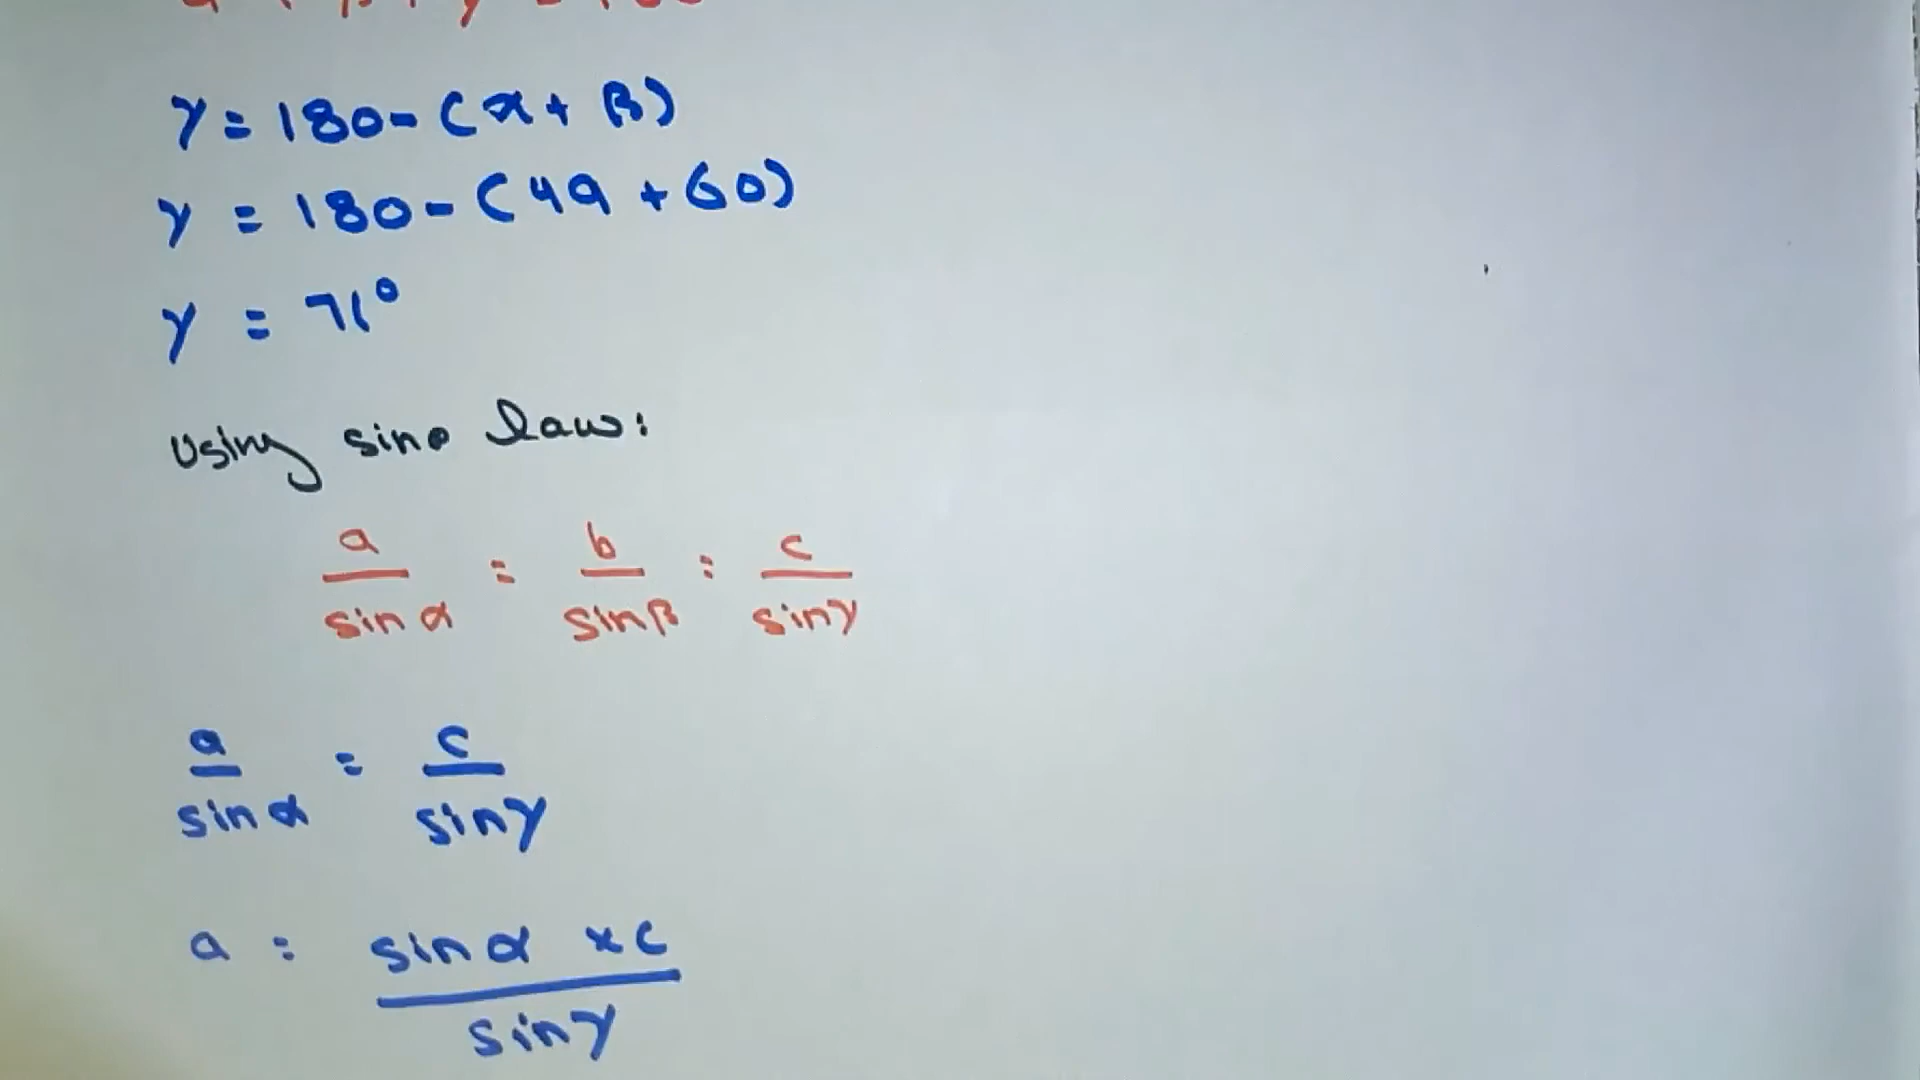 γ = 180 - (α + β)
γ = 180 - (49 + 60)
γ = 71°
Using sine law:
a/sin α = b/sin β = c/sin γ
a/sin α = c/sin γ
a = sin α × c / sin γ